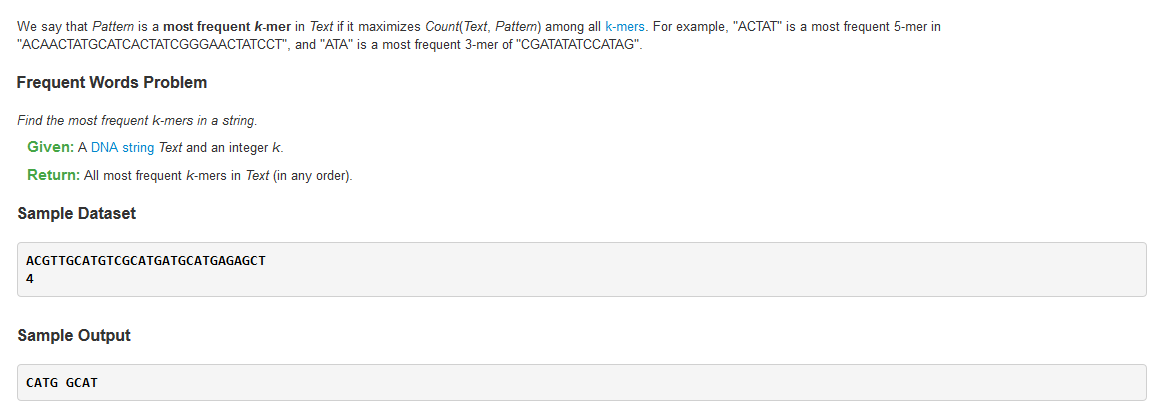 We say that Pattern is a most frequent k-mer in Text if it maximizes Count(Text, Pattern) among all k-mers. For example, "ACTAT" is a most frequent 5-mer in
"ACAACTATGCATCACTATCGGGAACTATCCT", and "ATA" is a most frequent 3-mer of "CGATATATCCATAG".
Frequent Words Problem
Find the most frequent k-mers in a string.
Given: A DNA string Text and an integer k.
Return: All most frequent k-mers in Text (in any order).
Sample Dataset
ACGTTGCATGTCGCATGATGCATGAGAGCT
4
Sample Output
CATG GCAT